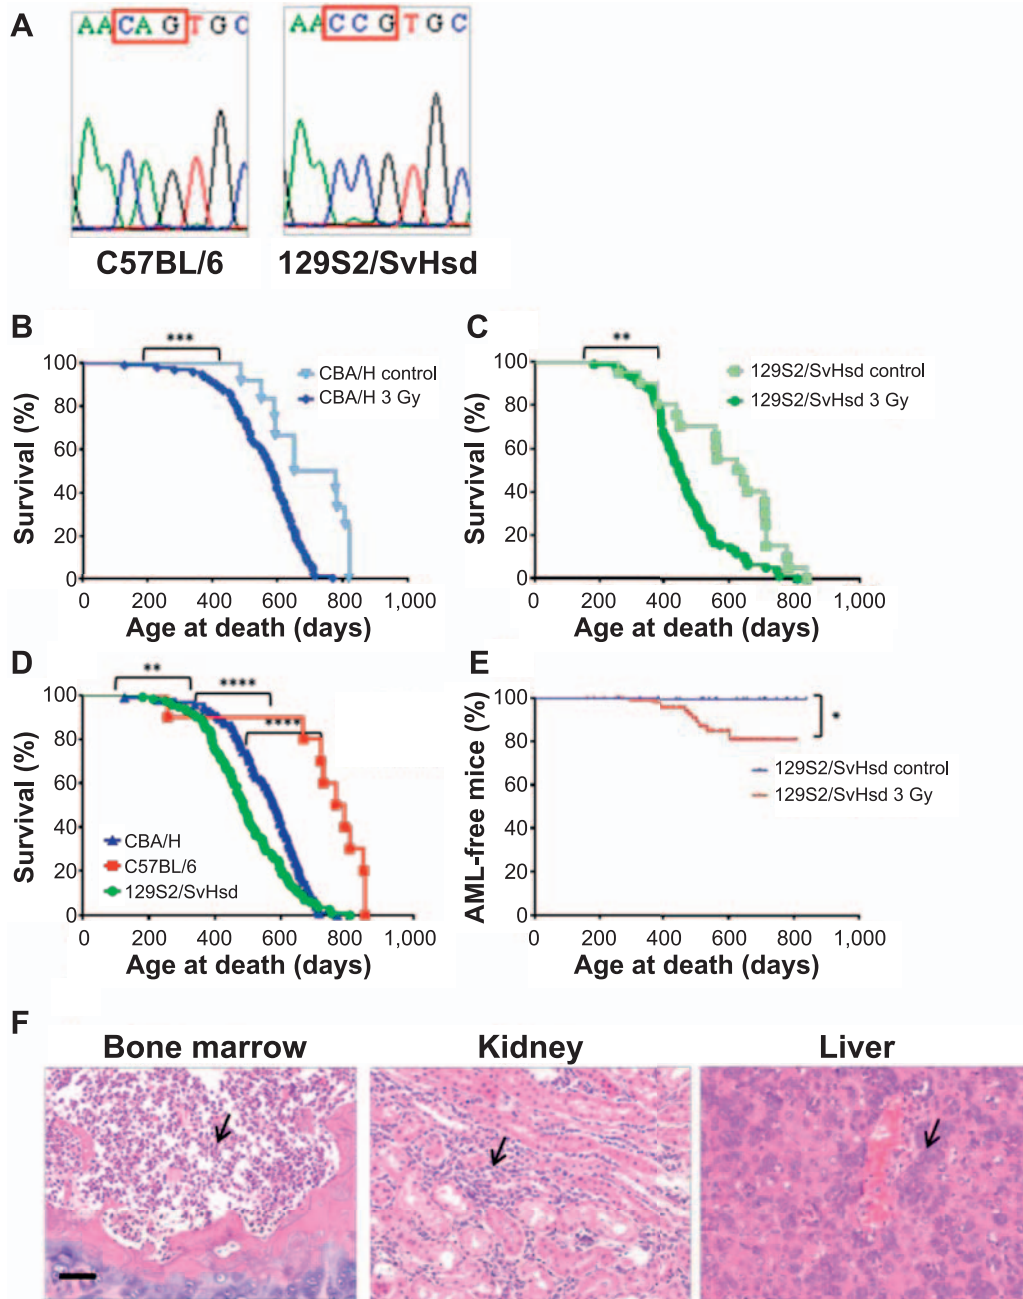 A
AACAGTGC
AACCGTGC
C57BL/6
129S2/SvHsd
B
***
CBA/H control
CBA/H 3 Gy
Survival (%)
100
80
60
40
20
0
0 200 400 600 800 1,000
Age at death (days)
C
**
129S2/SvHsd control
129S2/SvHsd 3 Gy
Survival (%)
100
80
60
40
20
0
0 200 400 600 800 1,000
Age at death (days)
D
**
****
****
CBA/H
C57BL/6
129S2/SvHsd
Survival (%)
100
80
60
40
20
0
0 200 400 600 800 1,000
Age at death (days)
E
*
129S2/SvHsd control
129S2/SvHsd 3 Gy
AML-free mice (%)
100
80
60
40
20
0
0 200 400 600 800 1,000
Age at death (days)
F
Bone marrow
Kidney
Liver